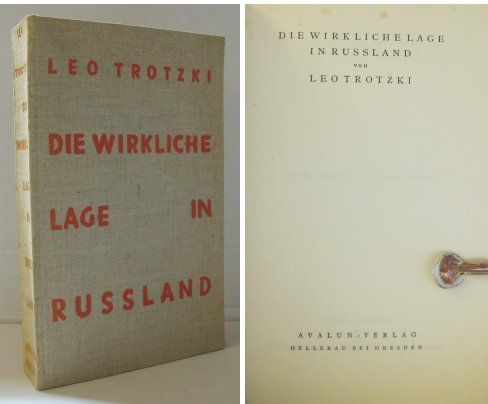 LEO TROTZKI
DIE WIRKLICHE
LAGE IN
RUSSLAND
DIE WIRKLICHE LAGE
IN RUSSLAND
VON
LEO TROTZKI
AVALUN-VERLAG
HELLERAU BEI DRESDEN